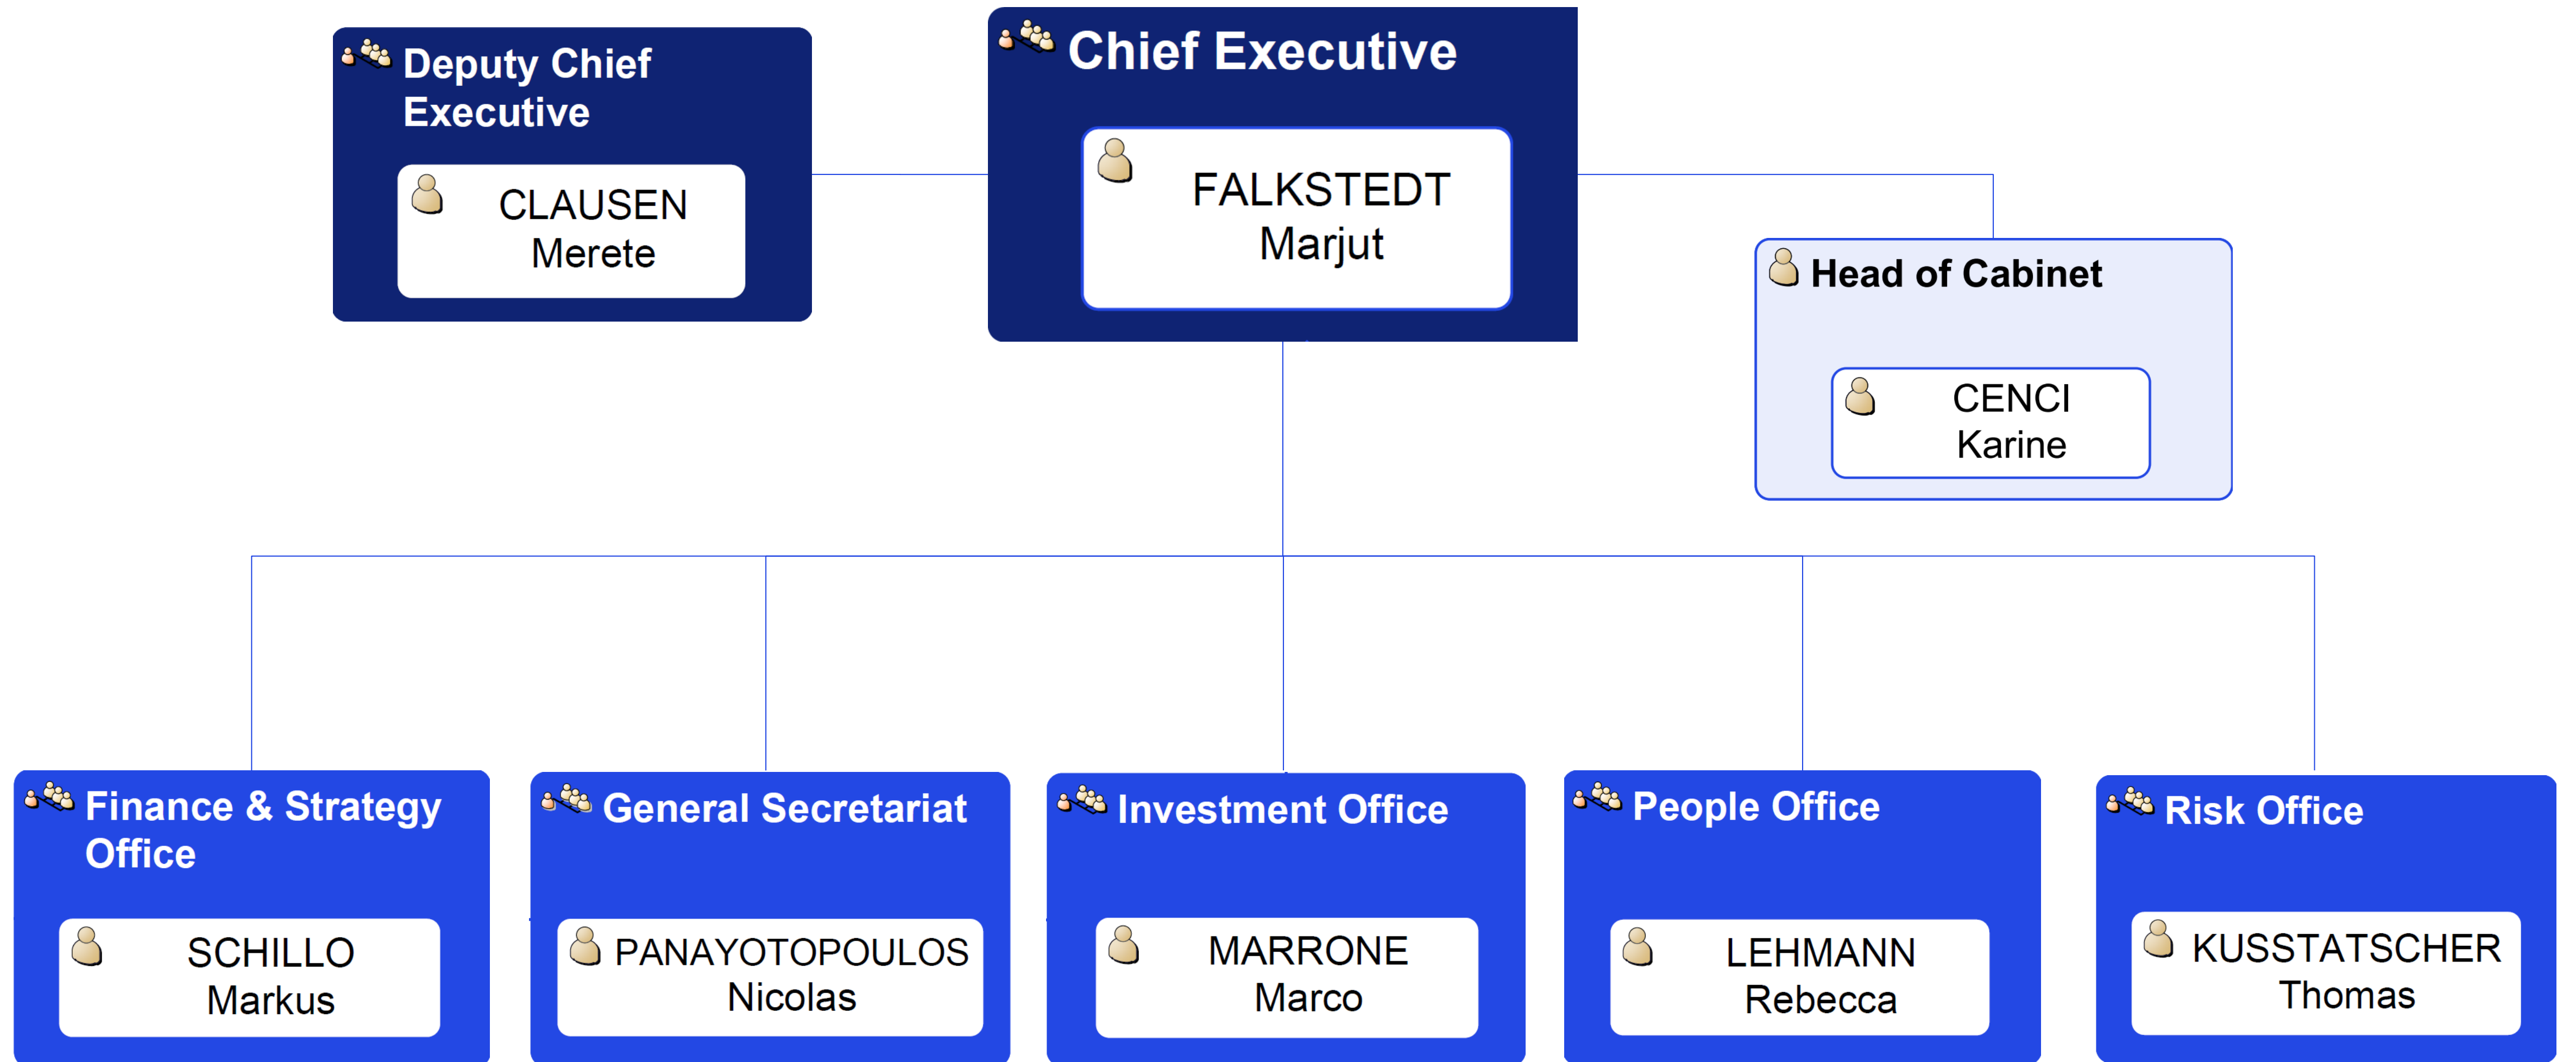 Deputy Chief
Executive
CLAUSEN
Merete
Chief Executive
FALKSTEDT
Marjut
Head of Cabinet
CENCI
Karine
Finance & Strategy
Office
SCHILLO
Markus
General Secretariat
PANAYOTOPOULOS
Nicolas
Investment Office
MARRONE
Marco
People Office
LEHMANN
Rebecca
Risk Office
KUSSTATSCHER
Thomas